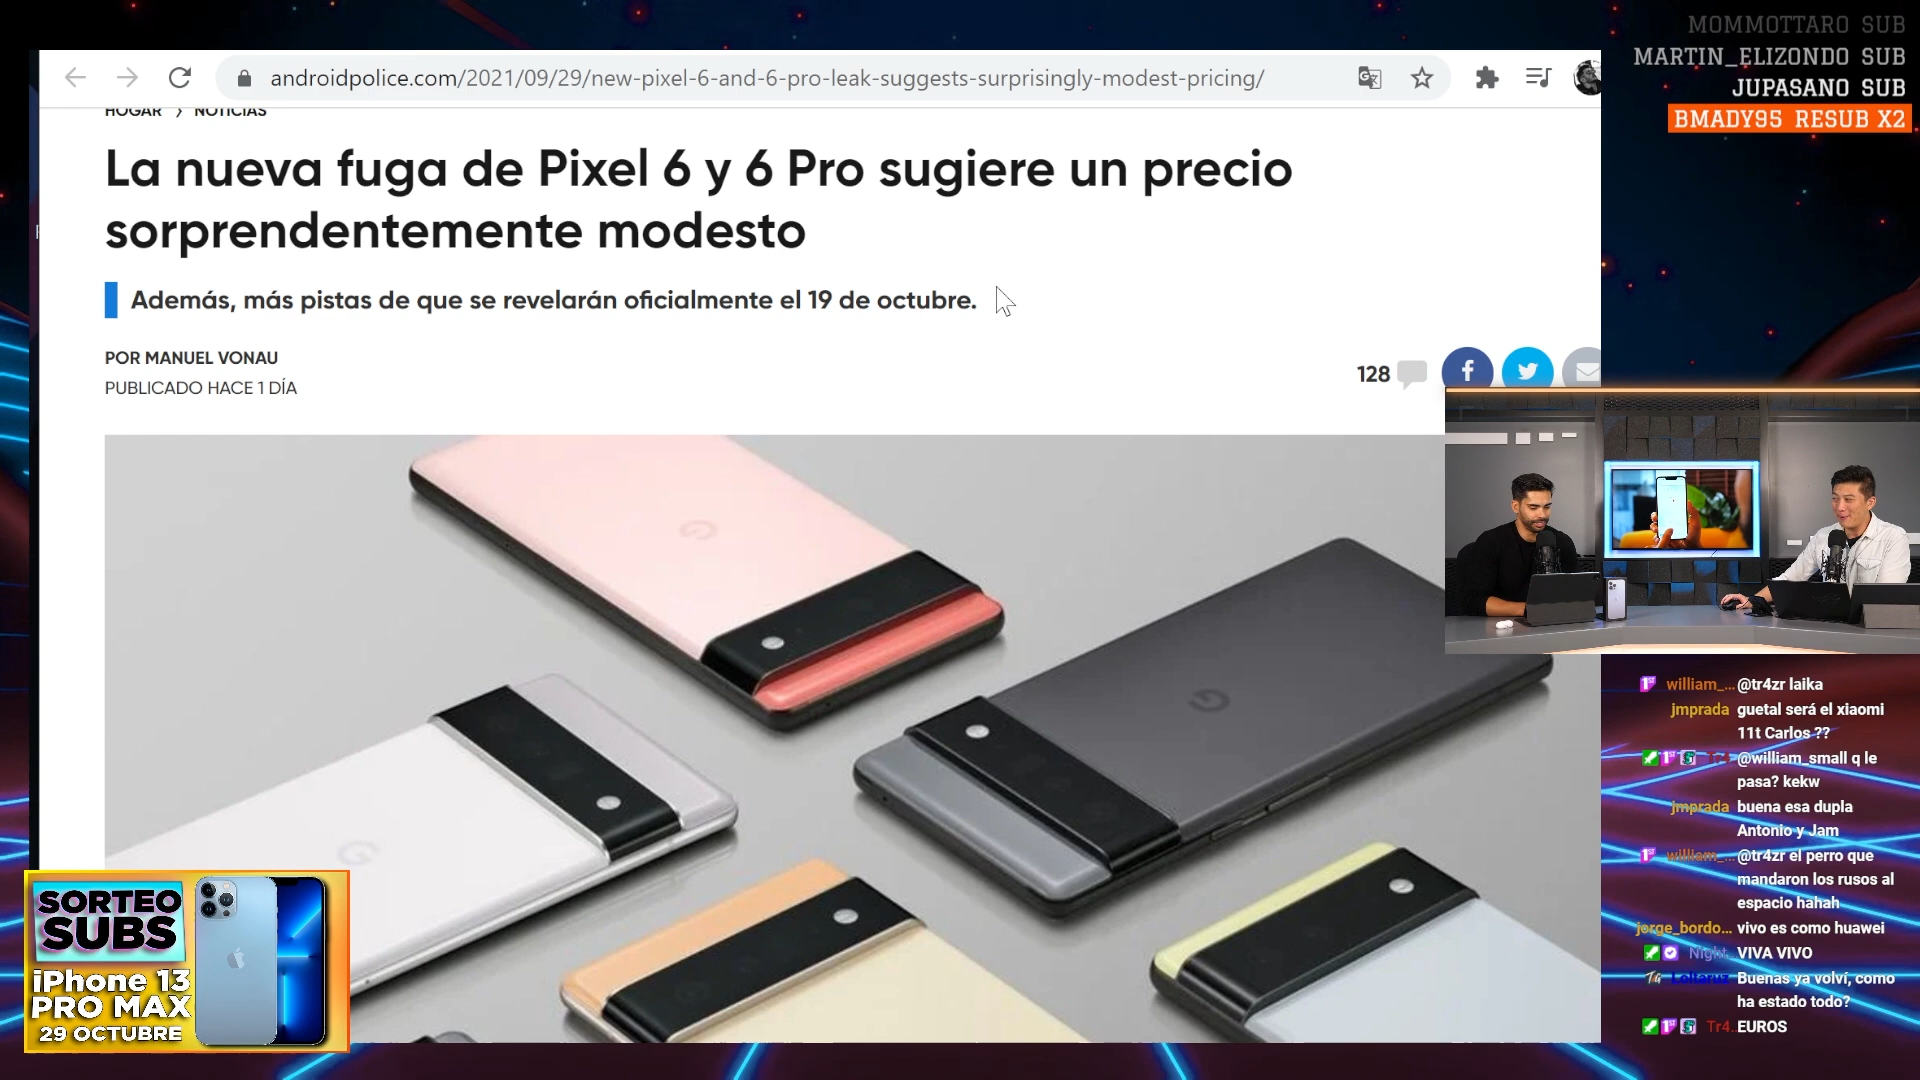 MOMMOTTARO SUB
MARTIN_ELIZONDO SUB
JUPASANO SUB
BMADY95 RESUB X2
androidpolice.com/2021/09/29/new-pixel-6-and-6-pro-leak-suggests-surprisingly-modest-pricing/
HOGAR > NOTICIAS
La nueva fuga de Pixel 6 y 6 Pro sugiere un precio
sorprendentemente modesto
Además, más pistas de que se revelarán oficialmente el 19 de octubre.
POR MANUEL VONAU
PUBLICADO HACE 1 DÍA
128
william_... @tr4zr laika
jmprada guetal será el xiaomi
11t Carlos ??
Tr4. @william_small q le
pasa? kekw
jmprada buena esa dupla
Antonio y Jam
william_... @tr4zr el perro que
mandaron los rusos al
espacio hahah
jorge_bordo... vivo es como huawei
Night. VIVA VIVO
Loltaruz Buenas ya volví, como
ha estado todo?
Tr4. EUROS
SORTEO
SUBS
iPhone 13
PRO MAX
29 OCTUBRE